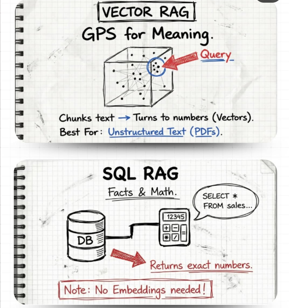 VECTOR RAG
GPS for Meaning.
Query
Chunks text → Turns to numbers (Vectors).
Best For: Unstructured Text (PDFs).
SQL RAG
Facts & Math.
SELECT *
FROM sales...
12345
DB
Returns exact numbers.
Note: No Embeddings needed!